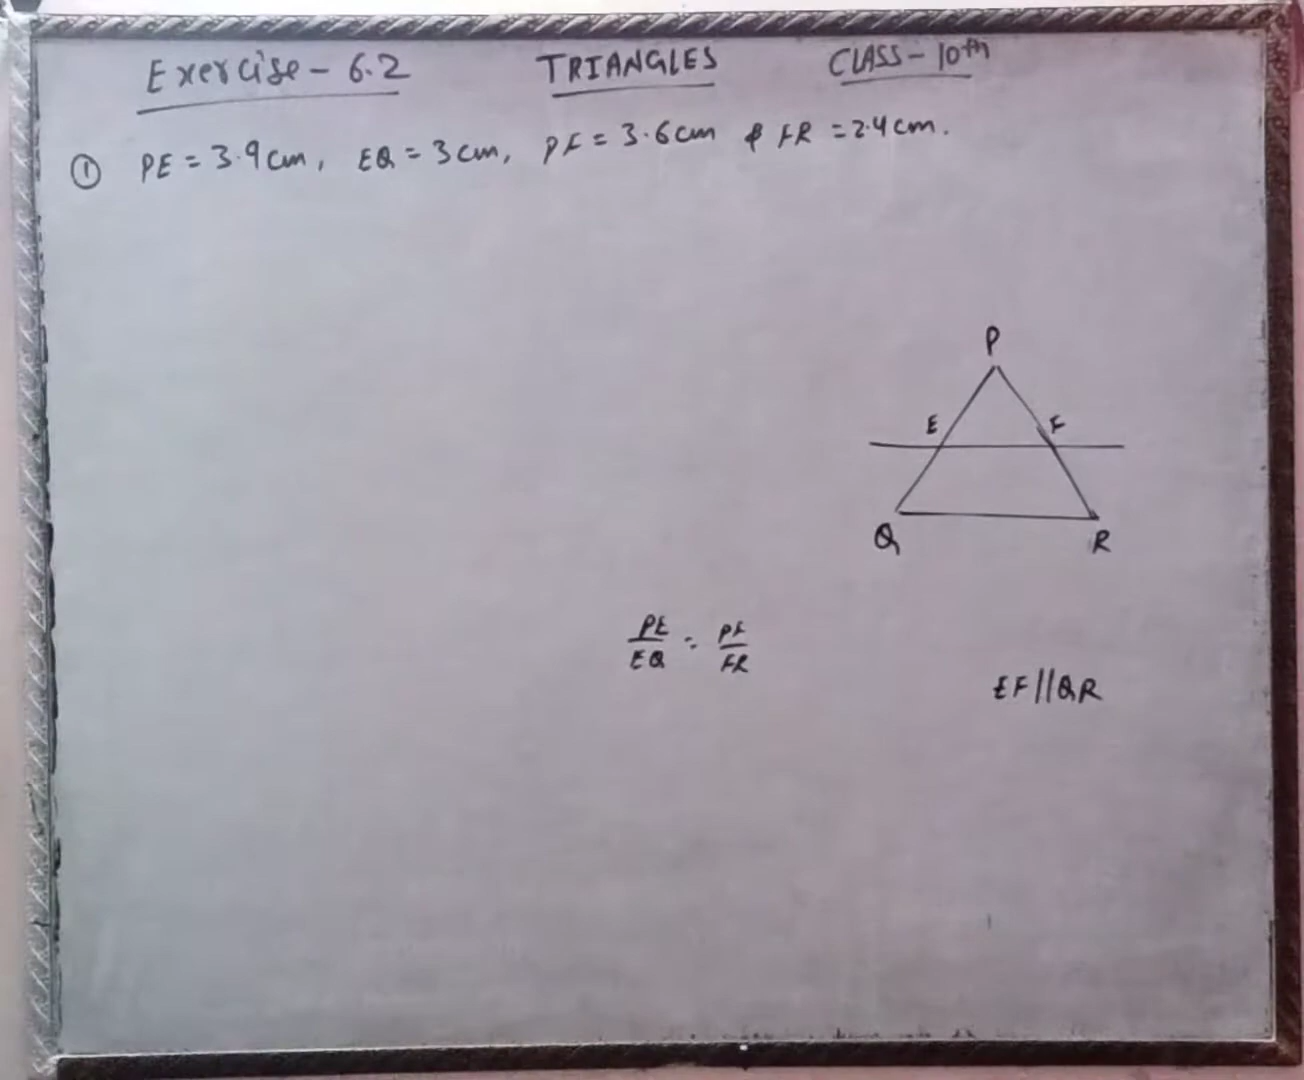 Exercise - 6.2 TRIANGLES CLASS - 10th
① PE = 3.9 cm, EQ = 3 cm, PF = 3.6 cm & FR = 2.4 cm.
P
E F
Q R
PE/EQ = PF/FR
EF||QR